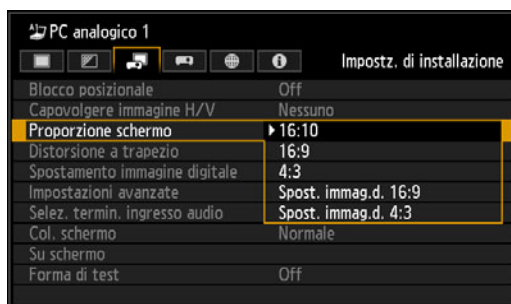 PC analogico 1
Impostz. di installazione
Blocco posizionale Off
Capovolgere immagine H/V Nessuno
Proporzione schermo 16:10
Distorsione a trapezio 16:9
Spostamento immagine digitale 4:3
Impostazioni avanzate Spost. immag.d. 16:9
Selez. termin. ingresso audio Spost. immag.d. 4:3
Col. schermo Normale
Su schermo
Forma di test Off